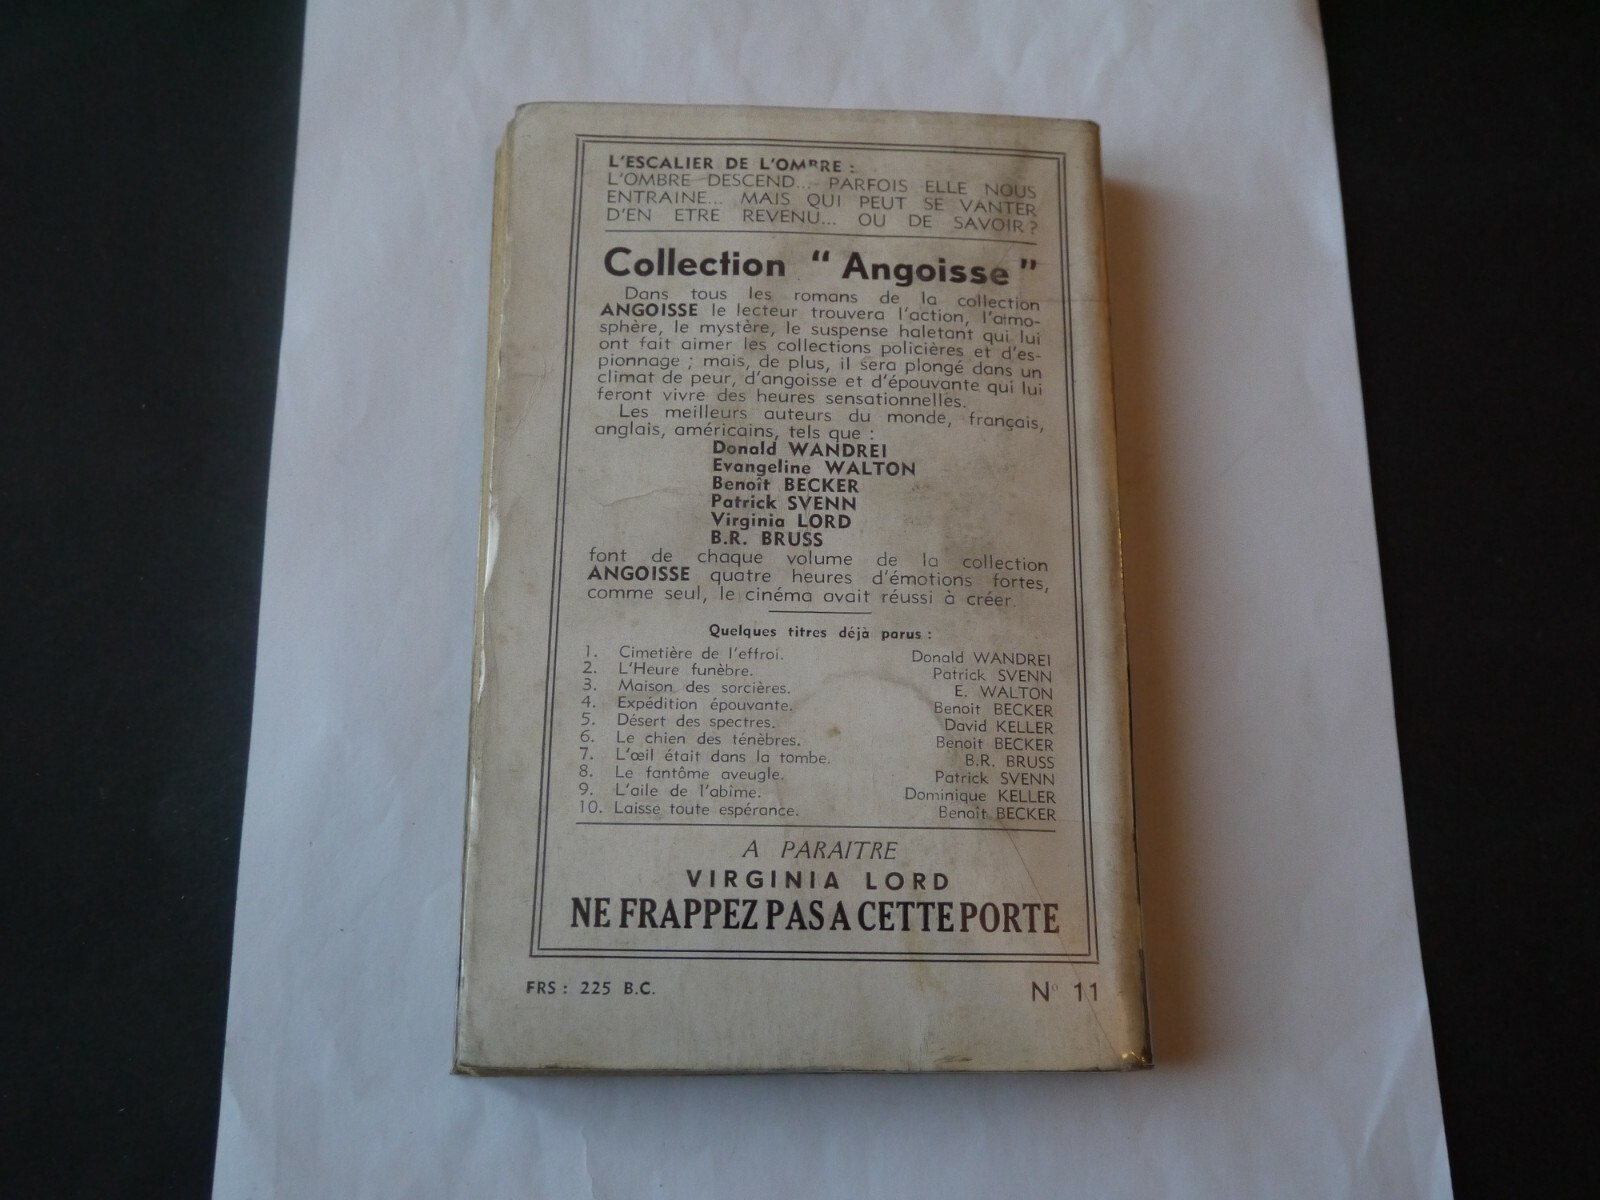 L'ESCALIER DE L'OMBRE :
L'OMBRE DESCEND... PARFOIS ELLE NOUS
ENTRAINE... MAIS QUI PEUT SE VANTER
D'EN ETRE REVENU... OU DE SAVOIR ?
Collection " Angoisse "
Dans tous les romans de la collection
ANGOISSE le lecteur trouvera l'action, l'atmo-
sphère, le mystère, le suspense haletant qui lui
ont fait aimer les collections policières et d'es-
pionnage ; mais, de plus, il sera plongé dans un
climat de peur, d'angoisse et d'épouvante qui lui
feront vivre des heures sensationnelles.
Les meilleurs auteurs du monde, français,
anglais, américains, tels que :
Donald WANDREI
Evangeline WALTON
Benoît BECKER
Patrick SVENN
Virginia LORD
B.R. BRUSS
font de chaque volume de la collection
ANGOISSE quatre heures d'émotions fortes,
comme seul, le cinéma avait réussi à créer.
Quelques titres déjà parus :
1. Cimetière de l'effroi. Donald WANDREI
2. L'Heure funèbre. Patrick SVENN
3. Maison des sorcières. E. WALTON
4. Expédition épouvante. Benoît BECKER
5. Désert des spectres. David KELLER
6. Le chien des ténèbres. Benoît BECKER
7. L'œil était dans la tombe. B.R. BRUSS
8. Le fantôme aveugle. Patrick SVENN
9. L'aile de l'abîme. Dominique KELLER
10. Laisse toute espérance. Benoît BECKER
A PARAITRE
VIRGINIA LORD
NE FRAPPEZ PAS A CETTE PORTE
FRS : 225 B.C. N° 11